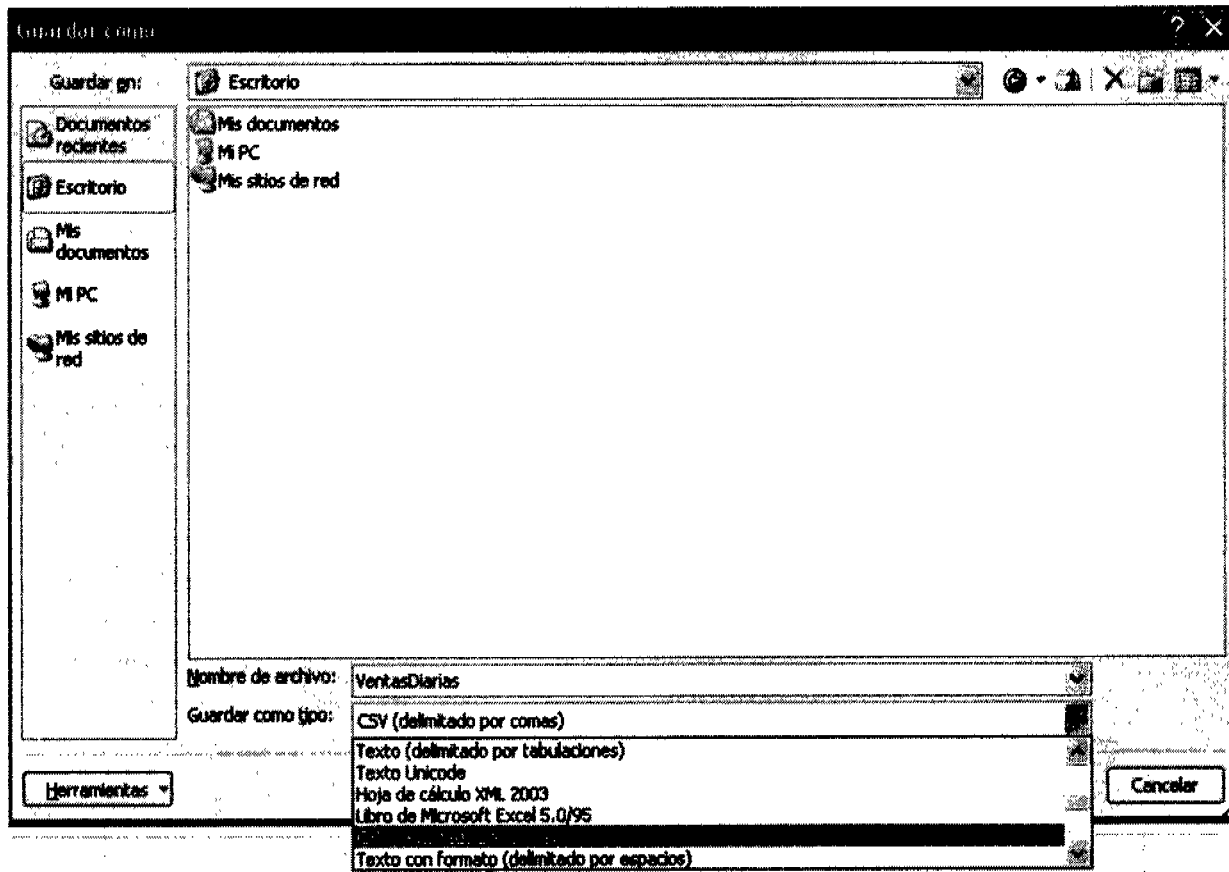 Guardar como
Guardar en:
Escritorio
Documentos
recientes
Escritorio
Mis
documentos
Mi PC
Mis sitios de
red
Mis documentos
Mi PC
Mis sitios de red
Nombre de archivo:
VentasDiarias
Guardar como tipo:
CSV (delimitado por comas)
Texto (delimitado por tabulaciones)
Texto Unicode
Hoja de cálculo XML 2003
Libro de Microsoft Excel 5.0/95
Texto con formato (delimitado por espacios)
Herramientas
Cancelar